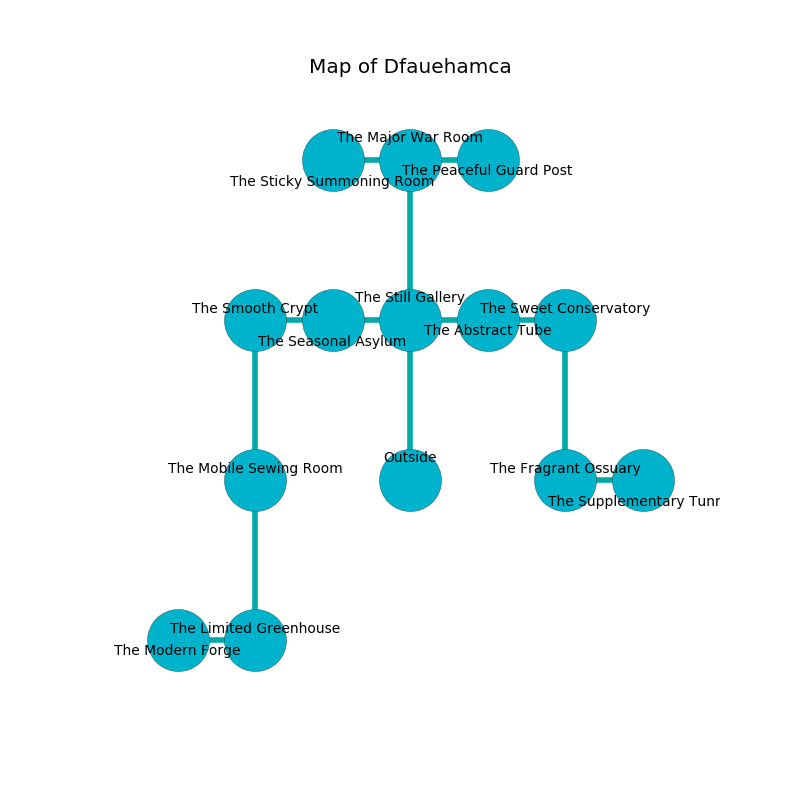 Map of Dfauehamca
The Major War Room
The Peaceful Guard Post
The Sticky Summoning Room
The Still Gallery
The Smooth Crypt
The Sweet Conservatory
The Abstract Tube
The Seasonal Asylum
Outside
The Mobile Sewing Room
The Fragrant Ossuary
The Supplementary Tunr
The Limited Greenhouse
The Modern Forge